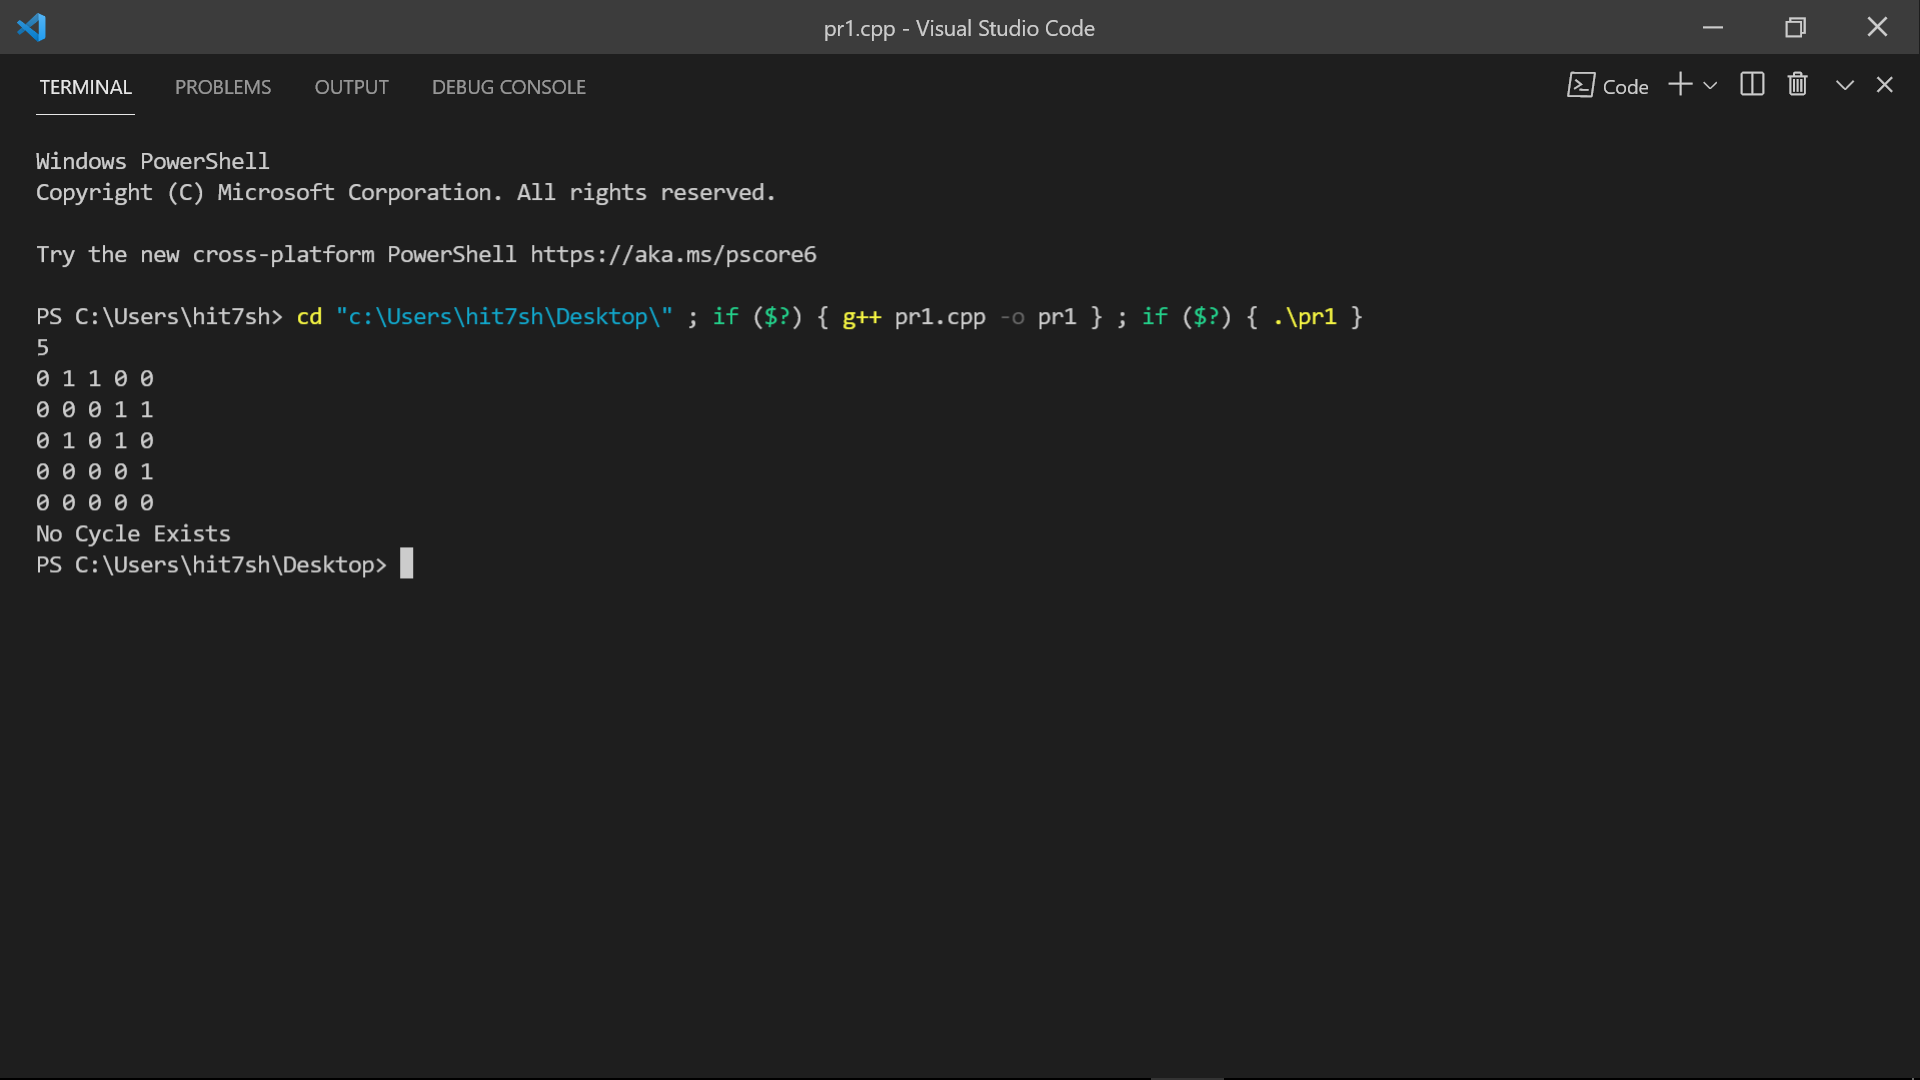 pr1.cpp - Visual Studio Code
TERMINAL PROBLEMS OUTPUT DEBUG CONSOLE Code
Windows PowerShell
Copyright (C) Microsoft Corporation. All rights reserved.
Try the new cross-platform PowerShell https://aka.ms/pscore6
PS C:\Users\hit7sh> cd "c:\Users\hit7sh\Desktop\" ; if ($?) { g++ pr1.cpp -o pr1 } ; if ($?) { .\pr1 }
5
0 1 1 0 0
0 0 0 1 1
0 1 0 1 0
0 0 0 0 1
0 0 0 0 0
No Cycle Exists
PS C:\Users\hit7sh\Desktop>